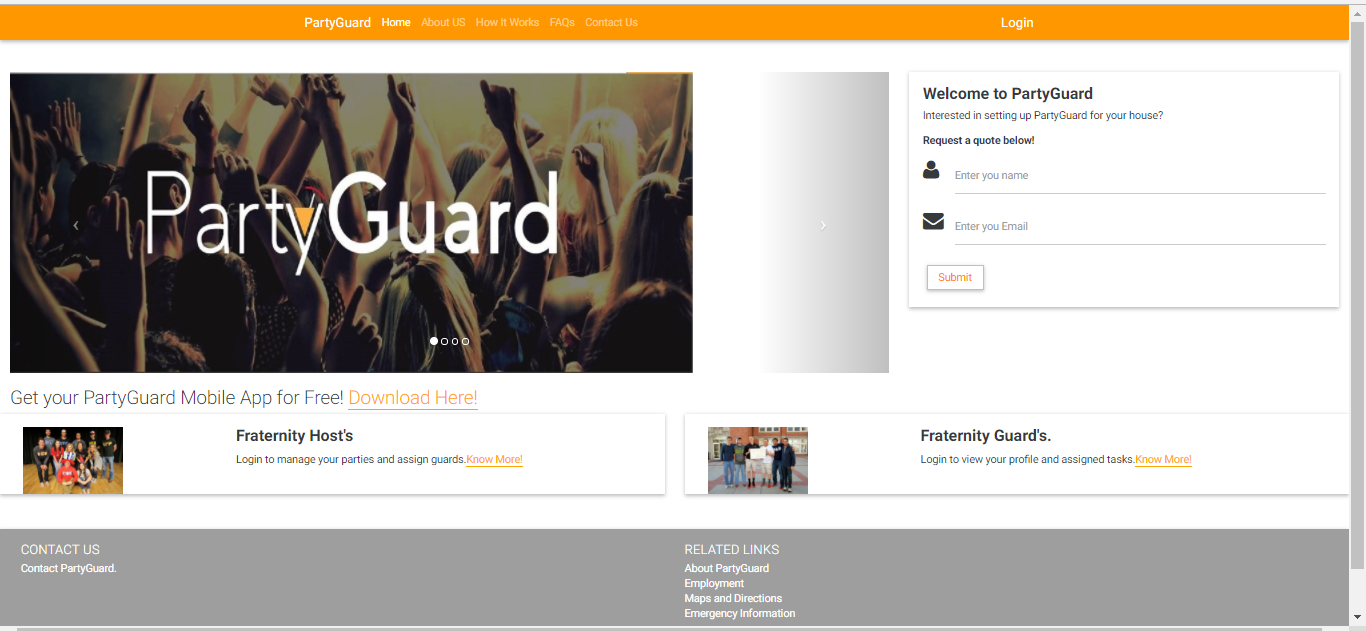 PartyGuard Home About US How It Works FAQs Contact Us Login
PartyGuard
Welcome to PartyGuard
Interested in setting up PartyGuard for your house?
Request a quote below!
Enter you name
Enter you Email
Submit
Get your PartyGuard Mobile App for Free! Download Here!
Fraternity Host's
Login to manage your parties and assign guards.Know More!
Fraternity Guard's.
Login to view your profile and assigned tasks.Know More!
CONTACT US
Contact PartyGuard.
RELATED LINKS
About PartyGuard
Employment
Maps and Directions
Emergency Information